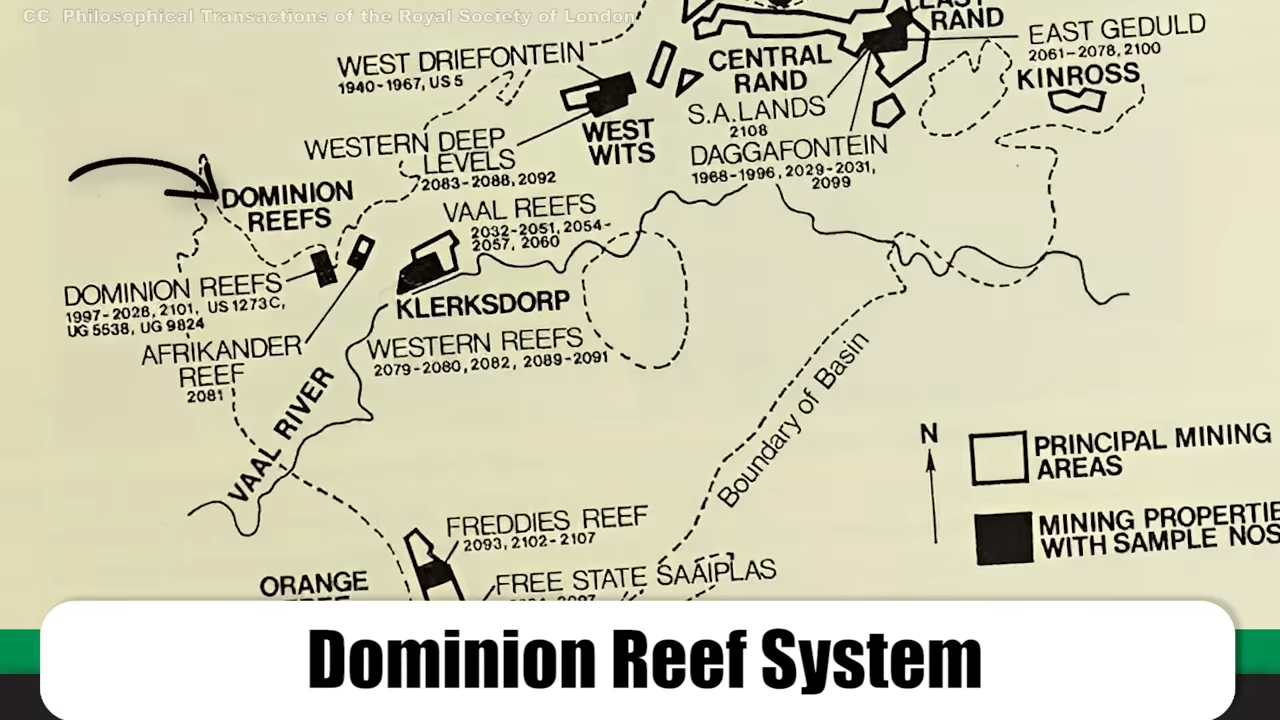 CC Philosophical Transactions of the Royal Society of London
EAST
RAND
EAST GEDULD
2061-2078, 2100
WEST DRIEFONTEIN
1940-1967, US 5
CENTRAL
RAND
KINROSS
S.A. LANDS
2108
WESTERN DEEP
LEVELS
2083-2088, 2092
WEST
WITS
DAGGAFONTEIN
1968-1996, 2029-2031,
2099
DOMINION
REEFS
VAAL REEFS
2032-2051, 2054-
2057, 2060
DOMINION REEFS
1997-2028, 2101, US 1273C,
UG 5538, UG 9824
KLERKSDORP
AFRIKANDER
REEF
2081
WESTERN REEFS
2079-2080, 2082, 2089-2091
VAAL RIVER
Boundary of Basin
N
PRINCIPAL MINING
AREAS
MINING PROPERTIE
WITH SAMPLE NOS
FREDDIES REEF
2093, 2102-2107
ORANGE
FREE STATE SAAIPLAS
Dominion Reef System